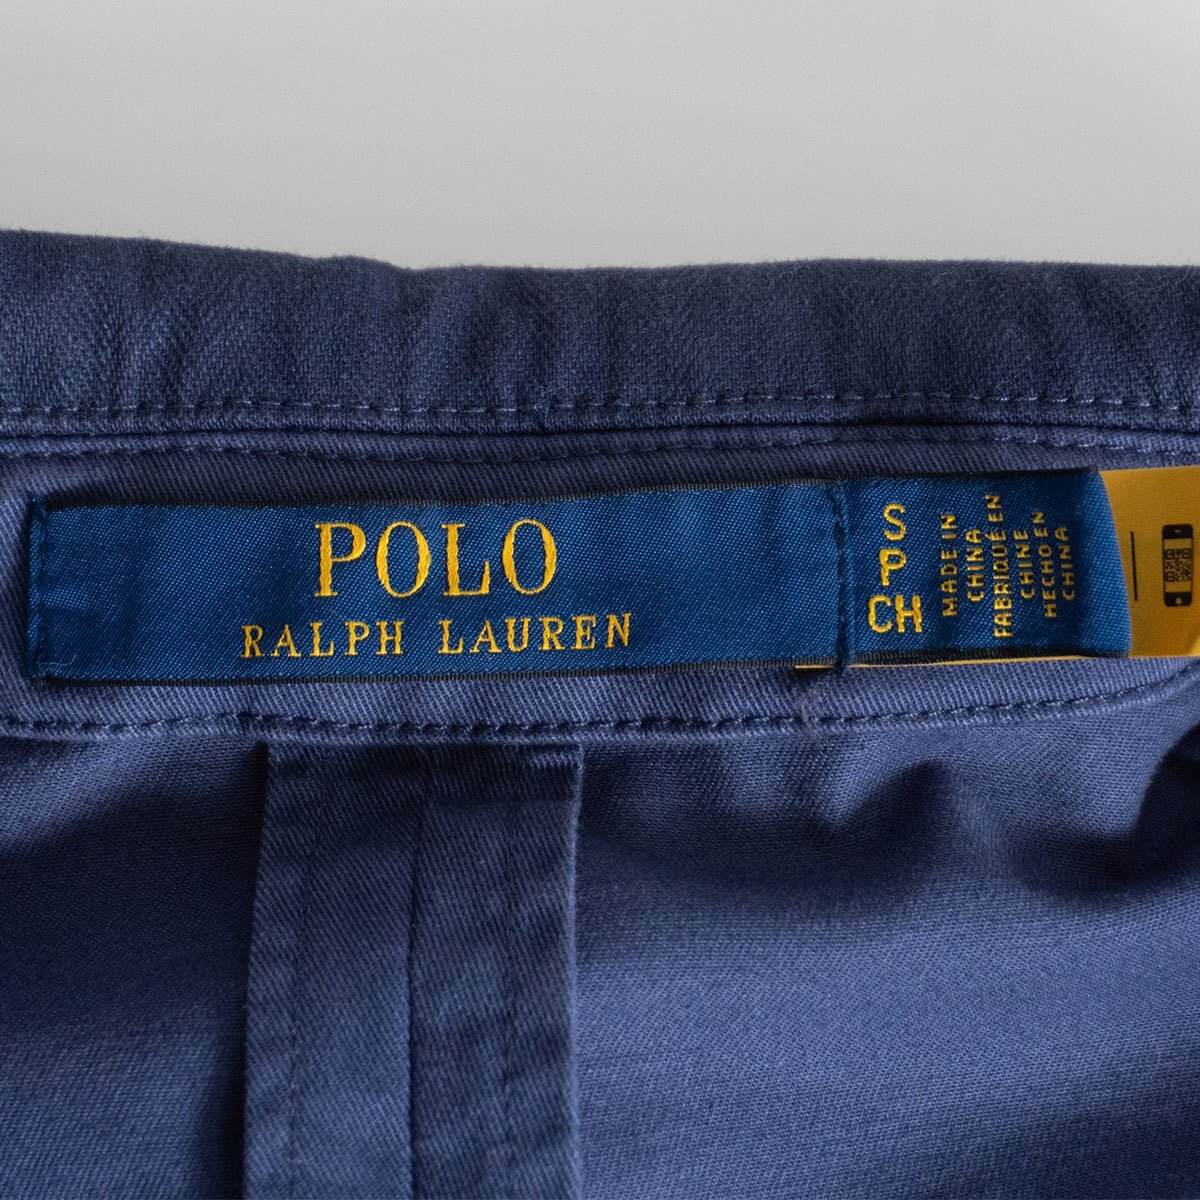 POLO
RALPH LAUREN
S
P
CH
MADE IN
CHINA
FABRIQUÉ EN
CHINE
HECHO EN
CHINA